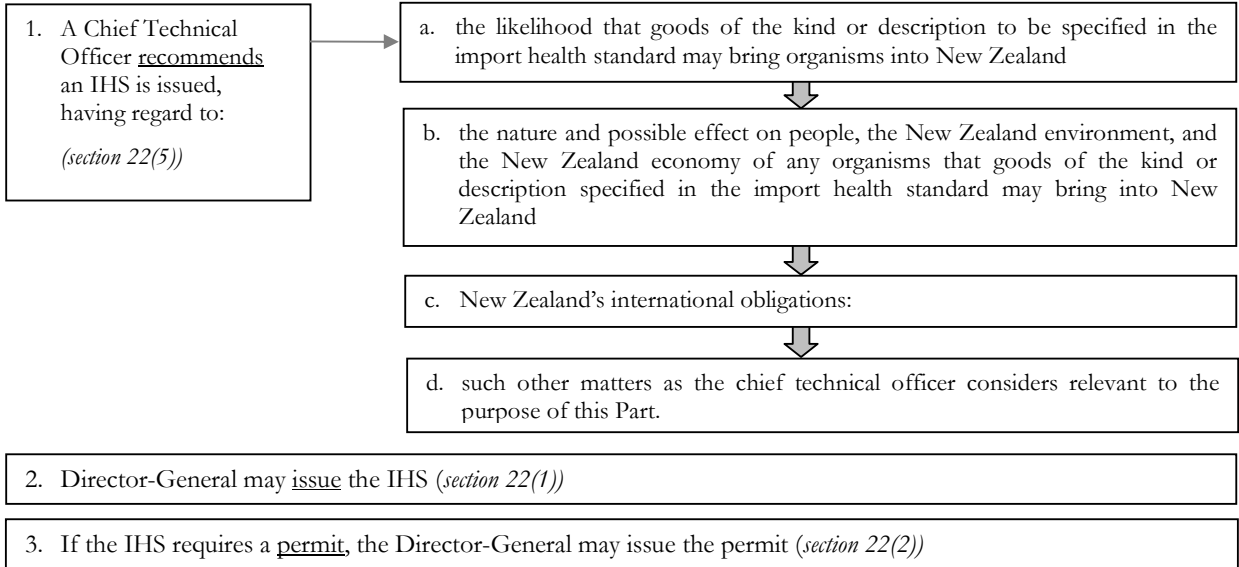 1. A Chief Technical
Officer recommends
an IHS is issued,
having regard to:
(section 22(5))
a. the likelihood that goods of the kind or description to be specified in the
import health standard may bring organisms into New Zealand
b. the nature and possible effect on people, the New Zealand environment, and
the New Zealand economy of any organisms that goods of the kind or
description specified in the import health standard may bring into New
Zealand
c. New Zealand’s international obligations:
d. such other matters as the chief technical officer considers relevant to the
purpose of this Part.
2. Director-General may issue the IHS (section 22(1))
3. If the IHS requires a permit, the Director-General may issue the permit (section 22(2))